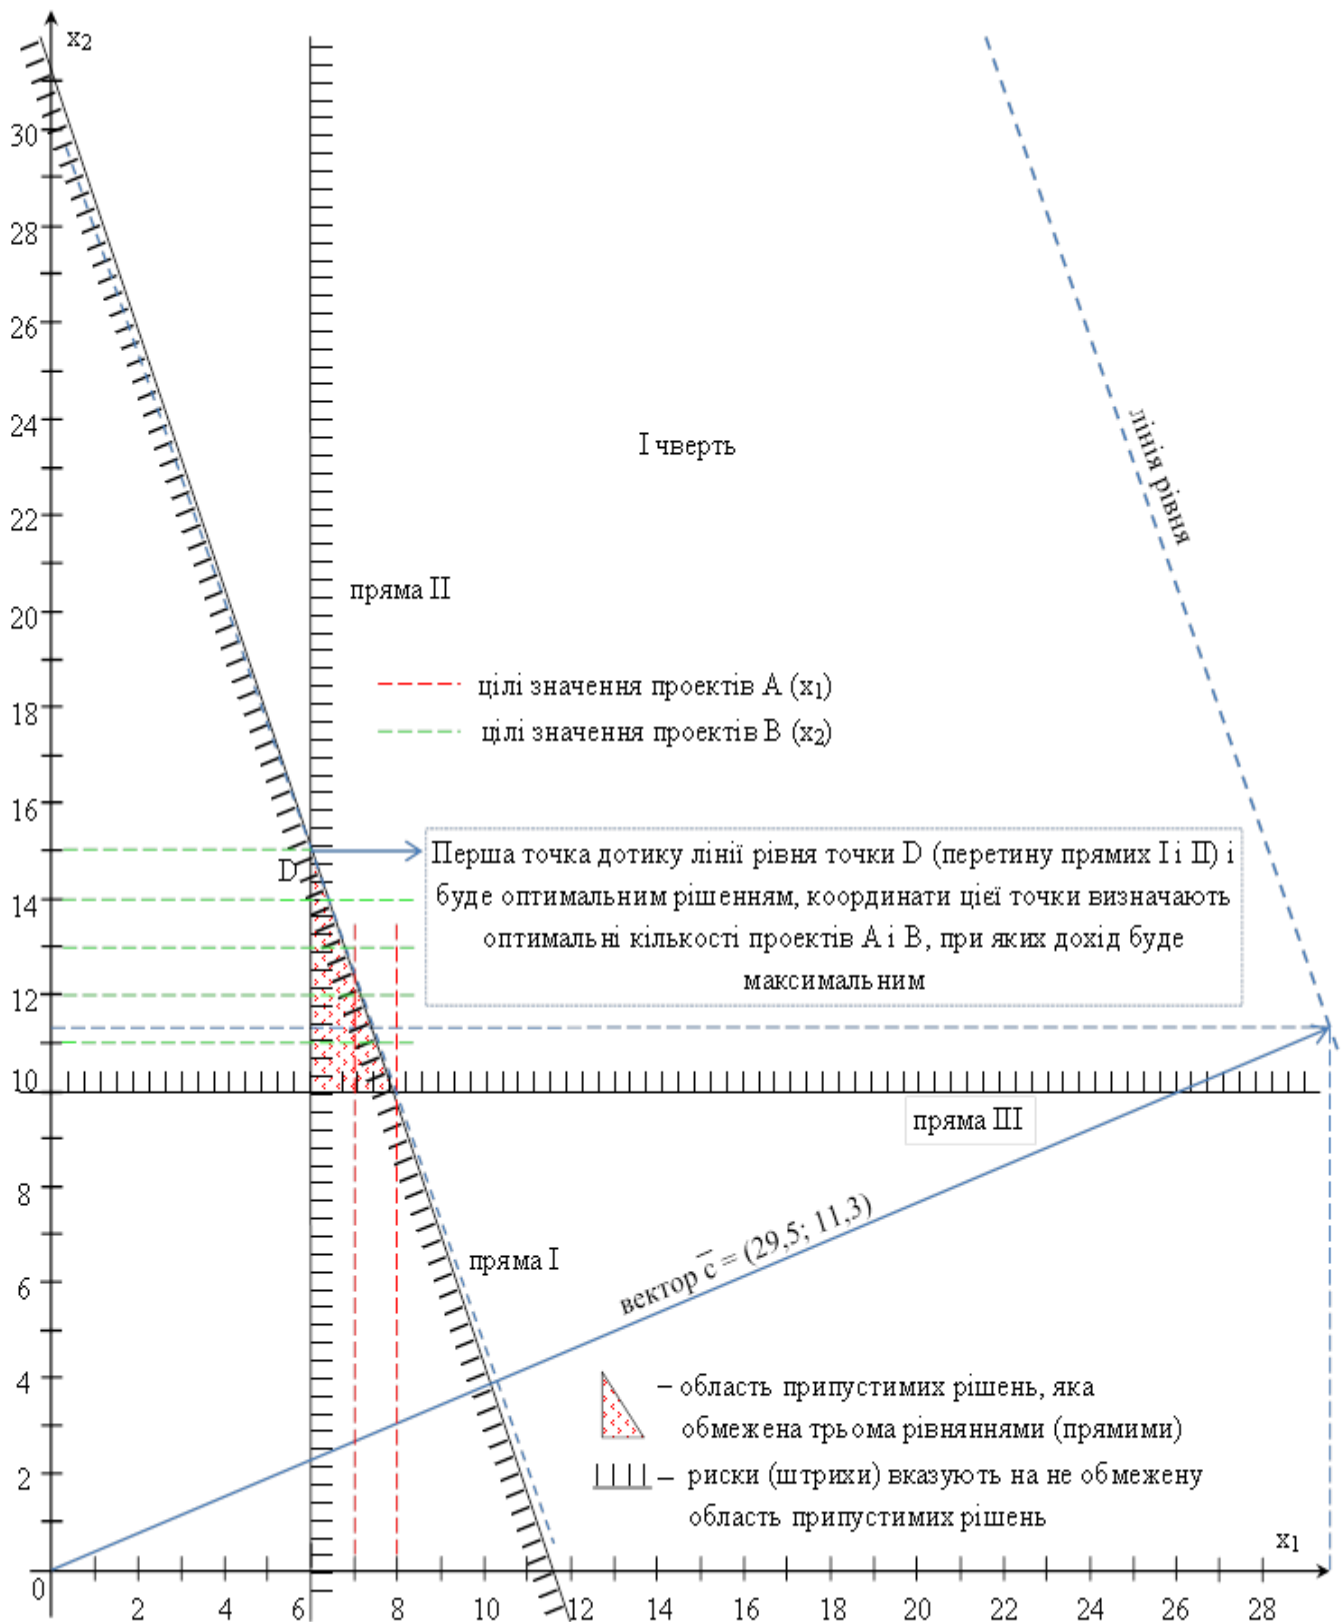 x2
30
28
26
24
22
20
18
16
14
12
10
8
6
4
2
0
I чверть
лінія рівня
пряма II
цілі значення проектів A (x1)
цілі значення проектів B (x2)
D
Перша точка дотику лінії рівня точки D (перетину прямих I і II) і
буде оптимальним рішенням, координати цієї точки визначають
оптимальні кількості проектів A і B, при яких дохід буде
максимальним
пряма III
вектор c̅ = (29,5; 11,3)
пряма I
– область припустимих рішень, яка
обмежена трьома рівняннями (прямими)
– риски (штрихи) вказують на не обмежену
область припустимих рішень
x1
2 4 6 8 10 12 14 16 18 20 22 24 26 28